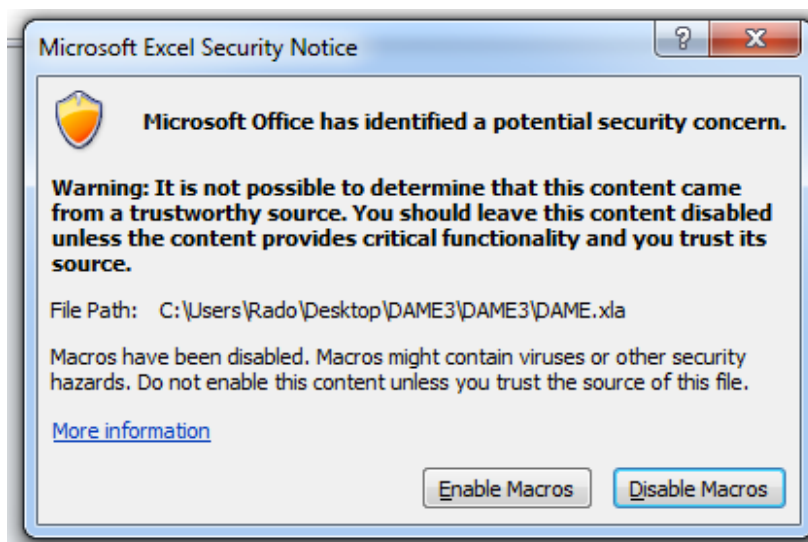 Microsoft Excel Security Notice
Microsoft Office has identified a potential security concern.
Warning: It is not possible to determine that this content came
from a trustworthy source. You should leave this content disabled
unless the content provides critical functionality and you trust its
source.
File Path: C:\Users\Rado\Desktop\DAME3\DAME3\DAME.xla
Macros have been disabled. Macros might contain viruses or other security
hazards. Do not enable this content unless you trust the source of this file.
More information
Enable Macros Disable Macros